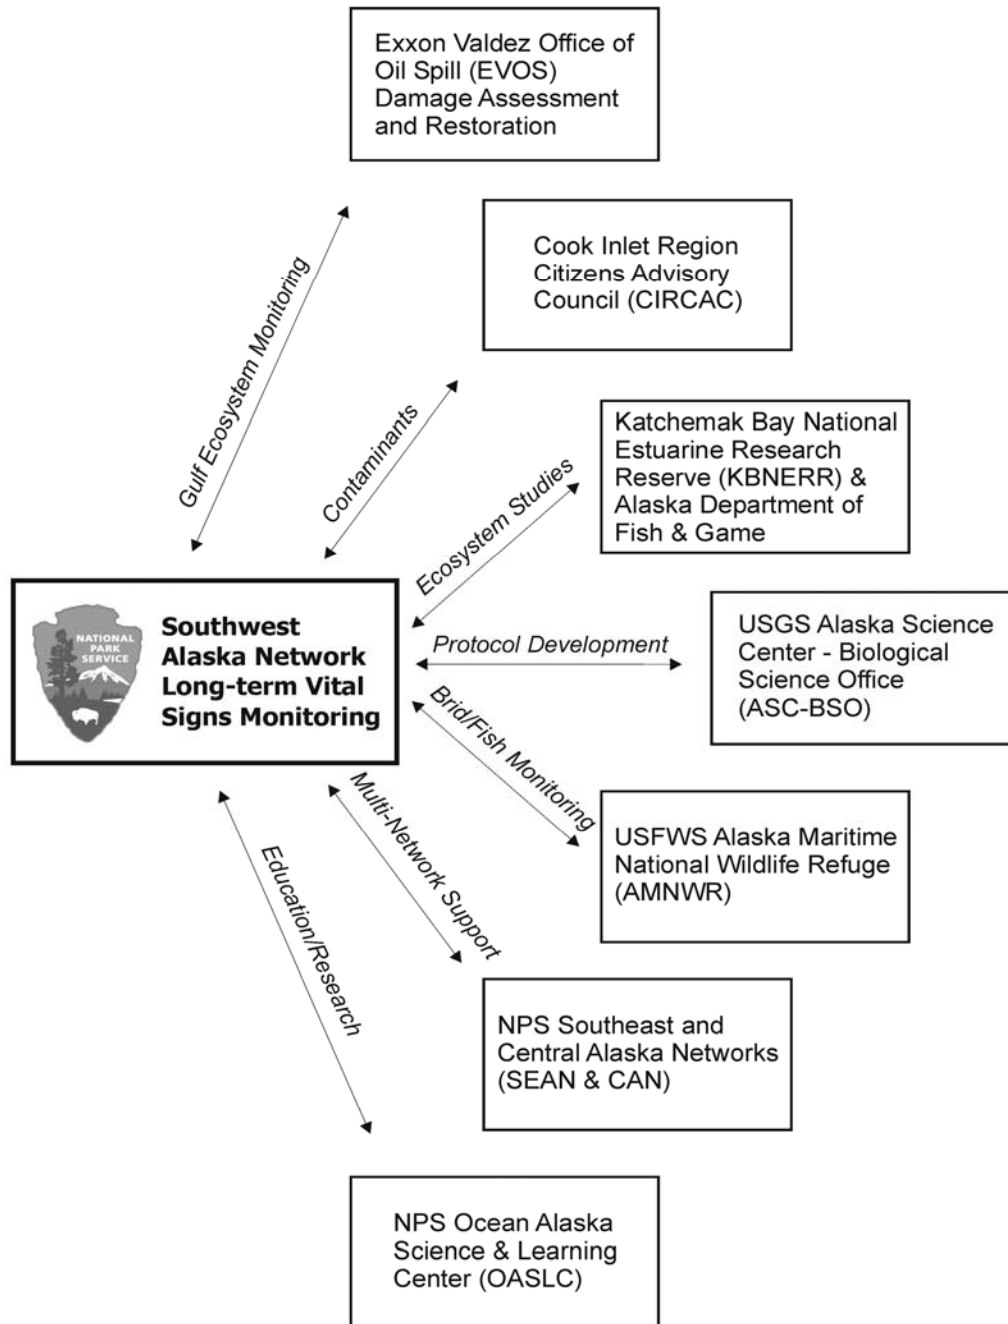 Exxon Valdez Office of
Oil Spill (EVOS)
Damage Assessment
and Restoration
Gulf Ecosystem Monitoring
Cook Inlet Region
Citizens Advisory
Council (CIRCAC)
Contaminants
Katchemak Bay National
Estuarine Research
Reserve (KBNERR) &
Alaska Department of
Fish & Game
Ecosystem Studies
NATIONAL
PARK
SERVICE
Southwest
Alaska Network
Long-term Vital
Signs Monitoring
Protocol Development
USGS Alaska Science
Center - Biological
Science Office
(ASC-BSO)
Brid/Fish Monitoring
USFWS Alaska Maritime
National Wildlife Refuge
(AMNWR)
Multi-Network Support
NPS Southeast and
Central Alaska Networks
(SEAN & CAN)
Education/Research
NPS Ocean Alaska
Science & Learning
Center (OASLC)